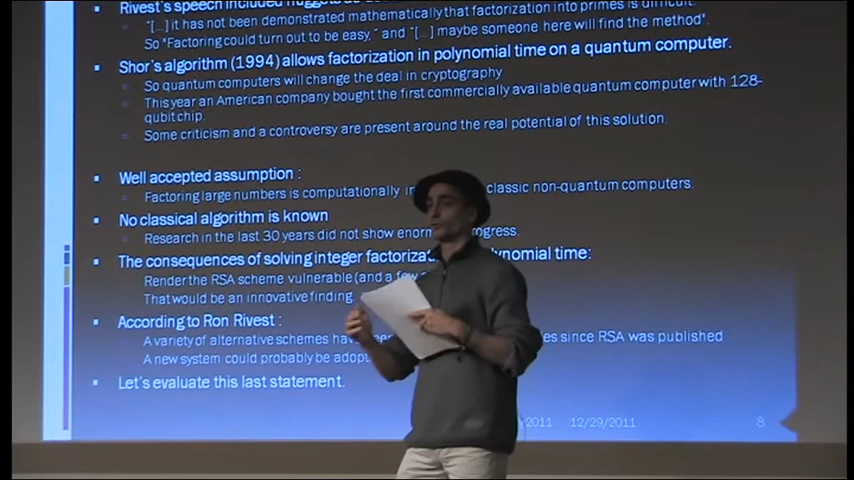 Rivest's speech included nuggets as
"[...] it has not been demonstrated mathematically that factorization into primes is difficult.
So "Factoring could turn out to be easy," and "[...] maybe someone here will find the method".
Shor's algorithm (1994) allows factorization in polynomial time on a quantum computer.
So quantum computers will change the deal in cryptography
This year an American company bought the first commercially available quantum computer with 128-
qubit chip
Some criticism and a controversy are present around the real potential of this solution.
Well accepted assumption :
Factoring large numbers is computationally classic non-quantum computers.
No classical algorithm is known
Research in the last 30 years did not show
The consequences of solving integer time:
Render the RSA scheme vulnerable (and a few
That would be an innovative finding.
According to Ron Rivest :
A variety of alternative schemes since RSA was published
A new system could probably be
Let's evaluate this last statement.
2011 12/29/2011 8